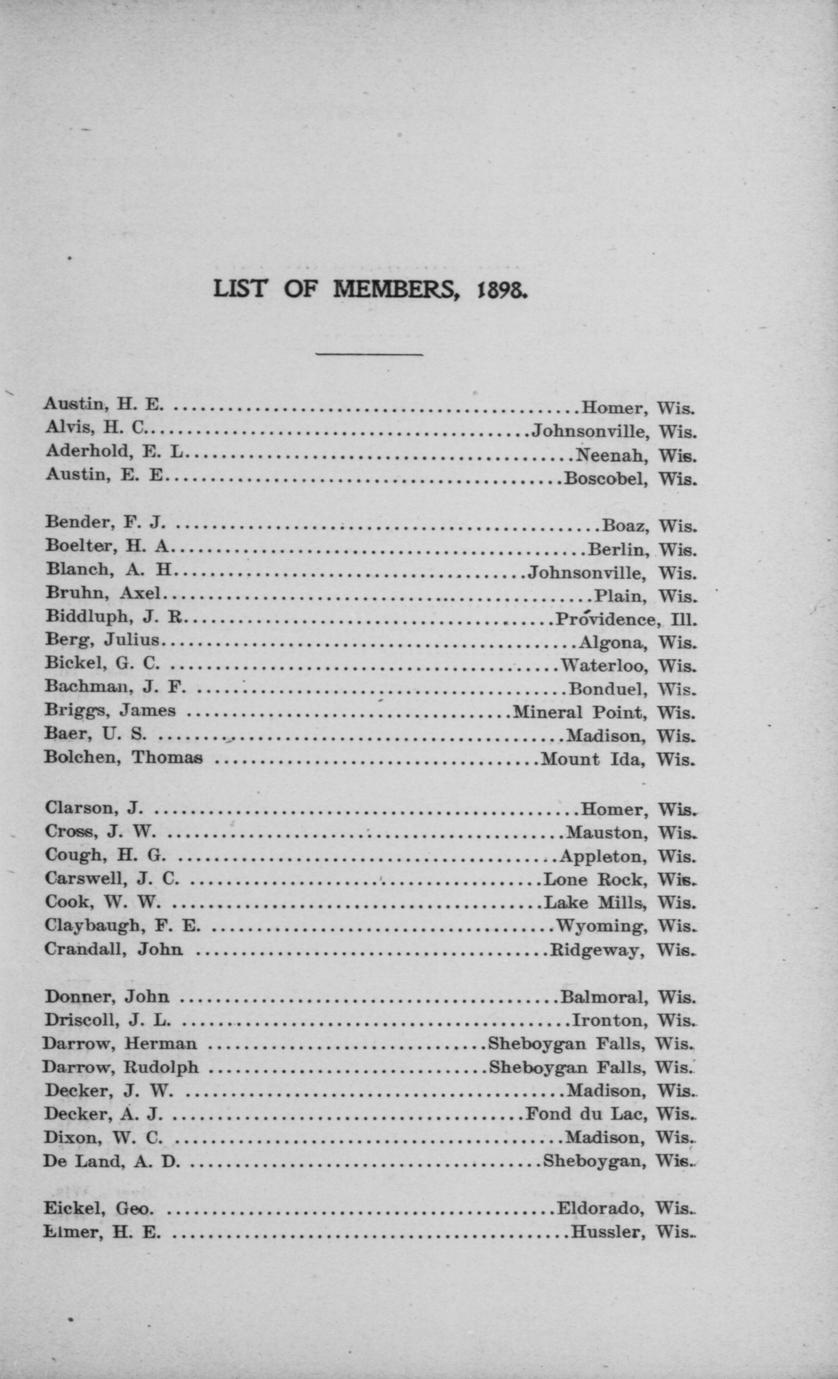 LIST OF MEMBERS, 1898.
Austin, H. E. ............................................Homer, Wis.
Alvis, H. C..........................................Johnsonville, Wis.
Aderhold, E. L..........................................Neenah, Wis.
Austin, E. E...........................................Boscobel, Wis.
Bender, F. J. ..............................................Boaz, Wis.
Boelter, H. A.............................................Berlin, Wis.
Blanch, A. H......................................Johnsonville, Wis.
Bruhn, Axel...............................................Plain, Wis.
Biddluph, J. R........................................Providence, Ill.
Berg, Julius.............................................Algona, Wis.
Bickel, G. C. ..........................................Waterloo, Wis.
Bachman, J. F. ........................................Bonduel, Wis.
Briggs, James ...................................Mineral Point, Wis.
Baer, U. S. ............................................Madison, Wis.
Bolchen, Thomas ...................................Mount Ida, Wis.
Clarson, J. ..............................................Homer, Wis.
Cross, J. W. ...........................................Mauston, Wis.
Cough, H. G. .........................................Appleton, Wis.
Carswell, J. C. ......................................Lone Rock, Wis.
Cook, W. W. ........................................Lake Mills, Wis.
Claybaugh, F. E. .....................................Wyoming, Wis.
Crandall, John ......................................Ridgeway, Wis.
Donner, John .........................................Balmoral, Wis.
Driscoll, J. L. ..........................................Ironton, Wis.
Darrow, Herman ..............................Sheboygan Falls, Wis.
Darrow, Rudolph ..............................Sheboygan Falls, Wis.
Decker, J. W. .........................................Madison, Wis.
Decker, A. J. ......................................Fond du Lac, Wis.
Dixon, W. C. ..........................................Madison, Wis.
De Land, A. D. ......................................Sheboygan, Wis.
Eickel, Geo. ..........................................Eldorado, Wis.
Elmer, H. E. ...........................................Hussler, Wis.